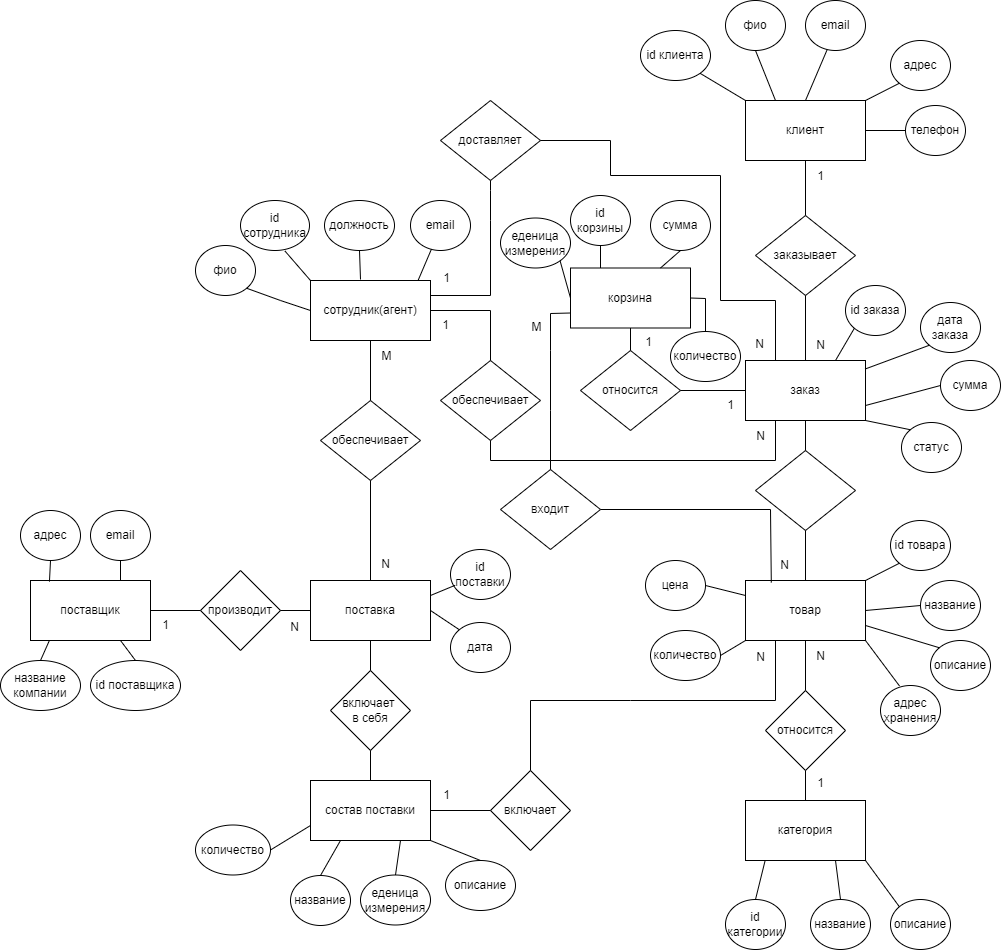 фио
email
id клиента
адрес
клиент
телефон
доставляет
1
id
сотрудника
должность
email
еденица
измерения
id
корзины
сумма
заказывает
фио
1
сотрудник(агент)
корзина
id заказа
дата
заказа
1
M
1
N
N
M
количество
обеспечивает
относится
1
заказ
сумма
обеспечивает
N
статус
входит
адрес
email
id товара
N
id
поставки
N
цена
поставщик
производит
поставка
товар
название
1
N
дата
количество
N
N
описание
название
компании
id поставщика
включает
в себя
адрес
хранения
относится
1
1
состав поставки
включает
категория
количество
название
еденица
измерения
описание
id
категории
название
описание